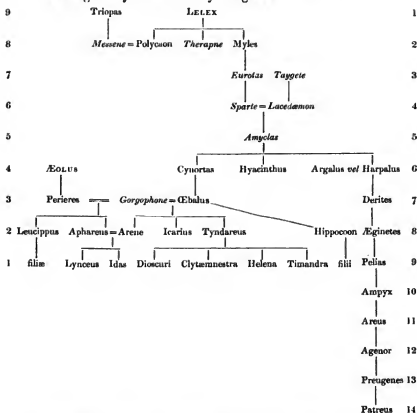 9 Triopas LELEX 1
8 Messene = Polycaon Therapne Myles 2
7 Eurotas Taygete 3
6 Sparte = Lacedæmon 4
5 Amyclas 5
4 ÆOLUS Cynortas Hyacinthus Argalus vel Harpalus 6
3 Perieres Gorgophone = Œbalus Derites 7
2 Leucippus Aphareus = Arene Icarius Tyndareus Hippocoon Æginetes 8
1 filiæ Lynceus Idas Dioscuri Clytæmnestra Helena Timandra filii Pelias 9
Ampyx 10
Areus 11
Agenor 12
Preugenes 13
Patreus 14